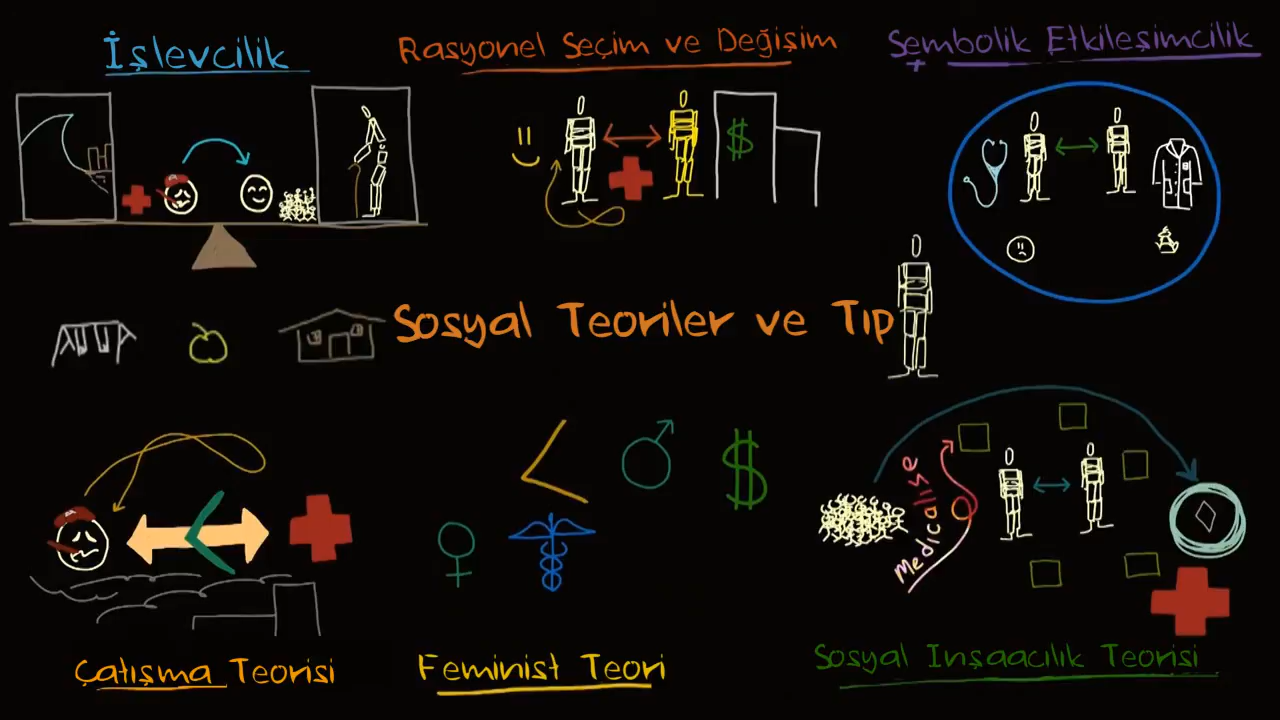 İşlevcilik
Rasyonel Seçim ve Değişim
Sembolik Etkileşimcilik
$
Sosyal Teoriler ve Tıp
$
Medicalise
Çatışma Teorisi
Feminist Teori
Sosyal İnşaacılık Teorisi